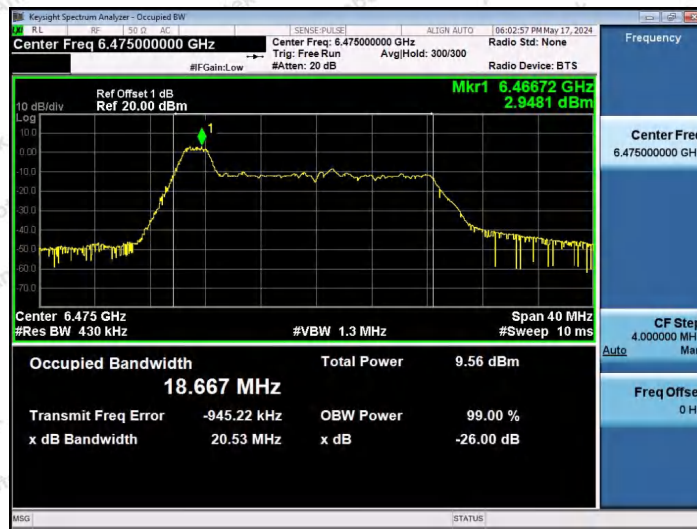 Keysight Spectrum Analyzer - Occupied BW
RL RF 50 Ω AC SENSE:PULSE ALIGN AUTO 06:02:57 PM May 17, 2024
Center Freq 6.475000000 GHz
Center Freq: 6.475000000 GHz
Radio Std: None
Trig: Free Run Avg|Hold: 300/300
#IFGain:Low #Atten: 20 dB Radio Device: BTS
Frequency
Ref Offset 1 dB
10 dB/div Ref 20.00 dBm
Mkr1 6.46672 GHz
2.9481 dBm
Log
10.0
0.00
-10.0
-20.0
-30.0
-40.0
-50.0
-60.0
-70.0
1
Center 6.475 GHz Span 40 MHz
#Res BW 430 kHz #VBW 1.3 MHz #Sweep 10 ms
Center Freq
6.475000000 GH
CF Step
4.000000 MH
Auto Ma
Freq Offse
0 H
Occupied Bandwidth Total Power 9.56 dBm
18.667 MHz
Transmit Freq Error -945.22 kHz OBW Power 99.00 %
x dB Bandwidth 20.53 MHz x dB -26.00 dB
MSG STATUS